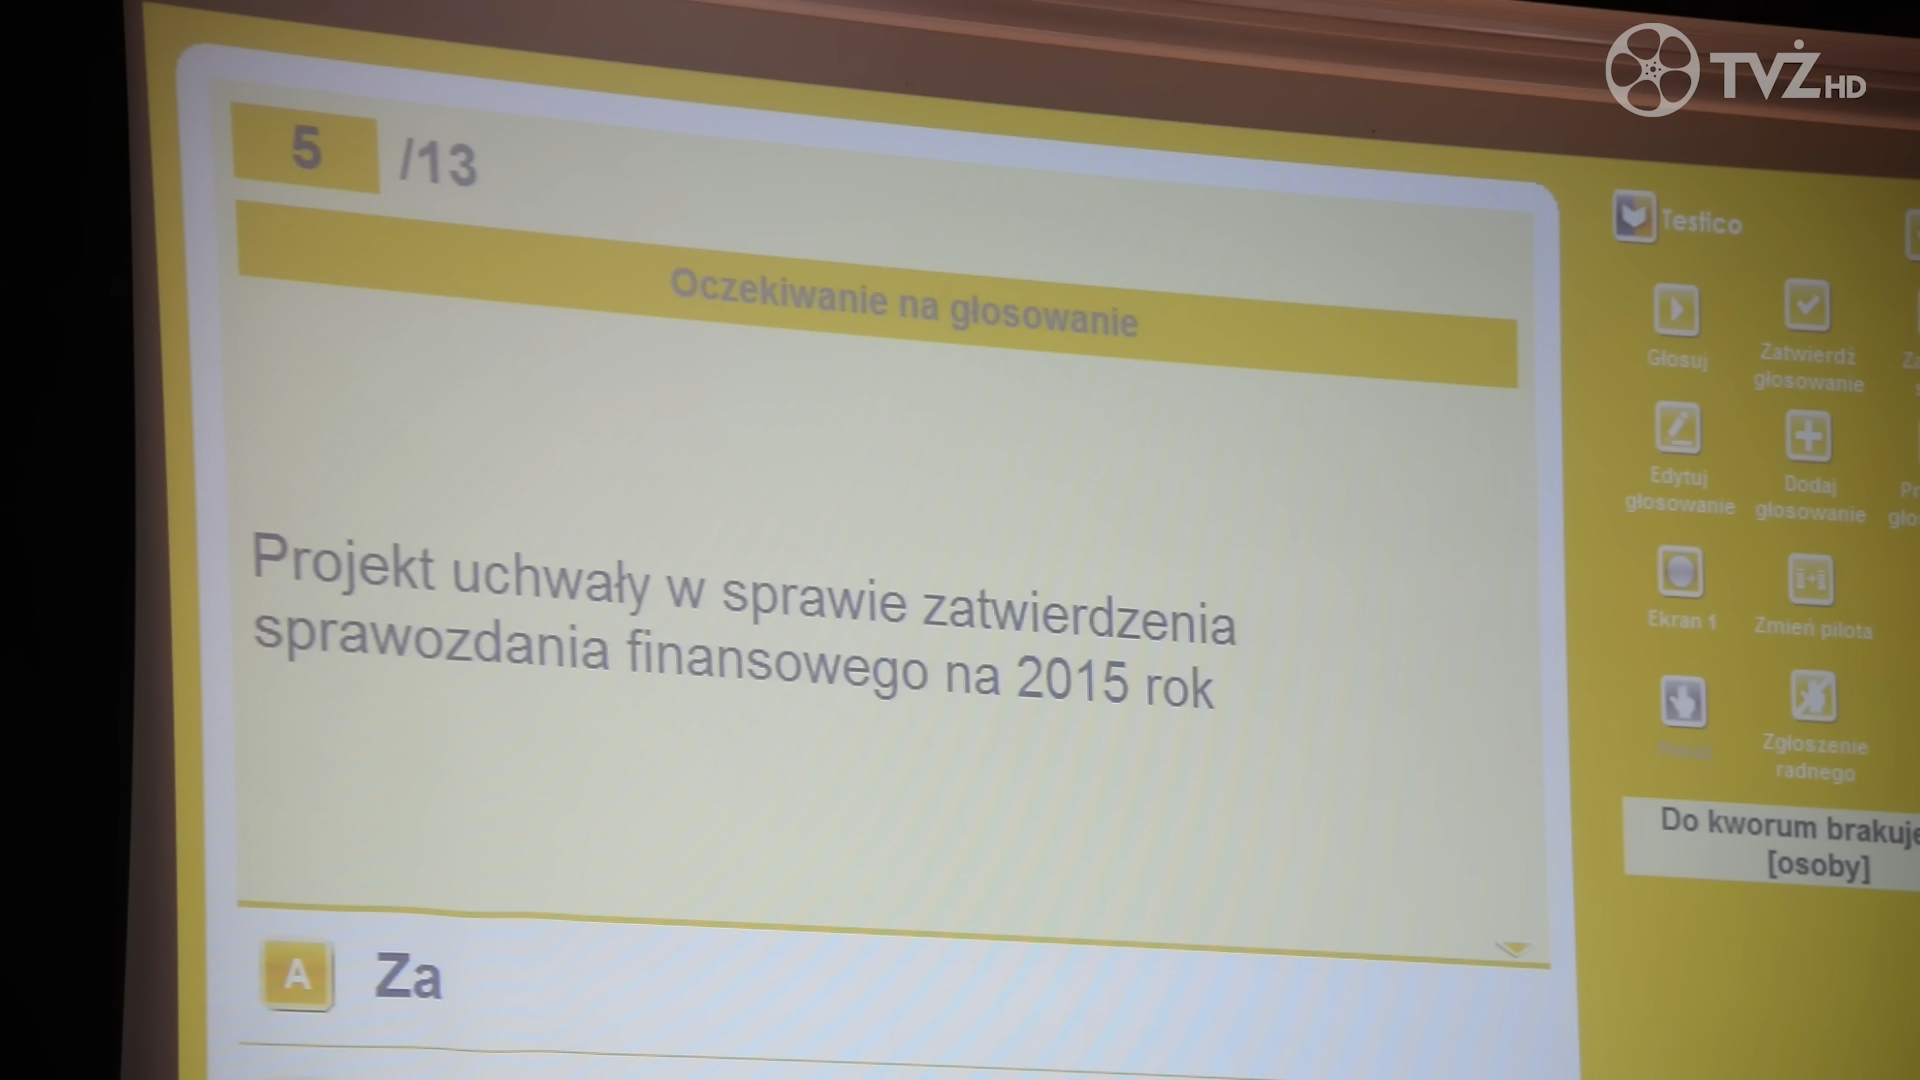 TVŻ HD
5 /13
Oczekiwanie na głosowanie
Projekt uchwały w sprawie zatwierdzenia
sprawozdania finansowego na 2015 rok
A Za
Testico
Głosuj
Zatwierdź
głosowanie
Edytuj
głosowanie
Dodaj
głosowanie
Ekran 1
Zmień pilota
Zgłoszenie
radnego
Do kworum brakuje
[osoby]